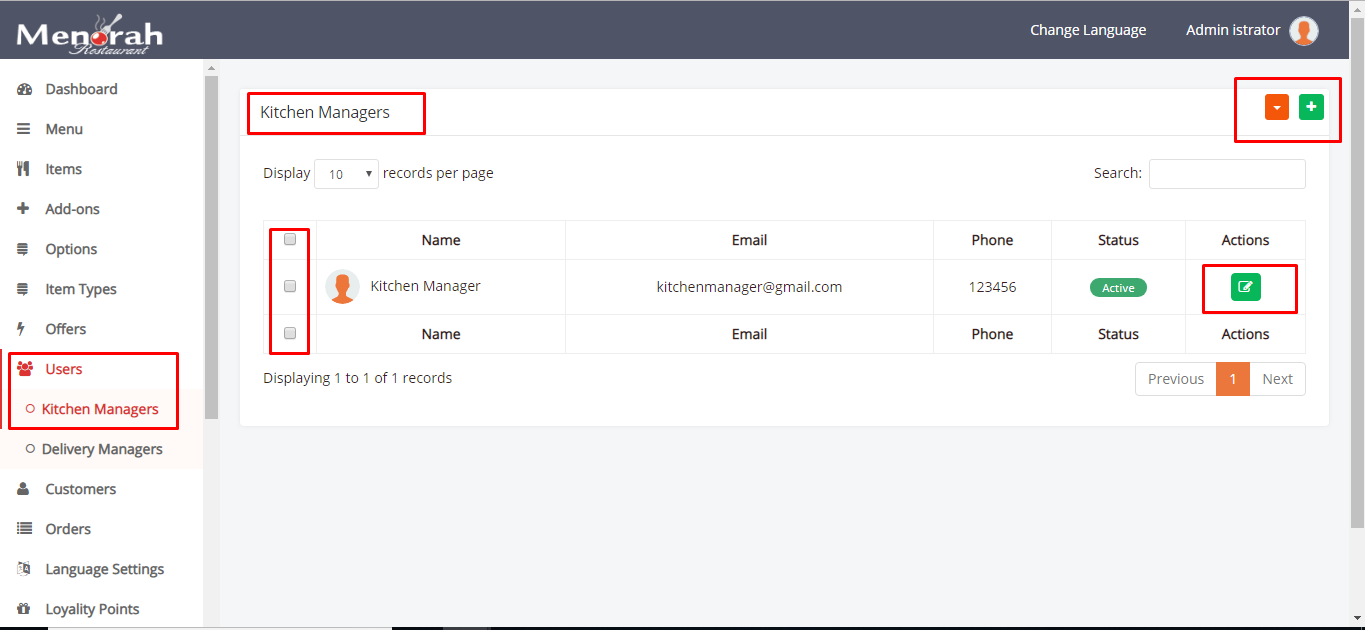 Menorah
Restaurant
Change Language
Admin istrator
Dashboard
Menu
Items
Add-ons
Options
Item Types
Offers
Users
Kitchen Managers
Delivery Managers
Customers
Orders
Language Settings
Loyality Points
Kitchen Managers
Display 10 records per page
Search:
Name Email Phone Status Actions
Kitchen Manager kitchenmanager@gmail.com 123456 Active
Name Email Phone Status Actions
Displaying 1 to 1 of 1 records
Previous 1 Next